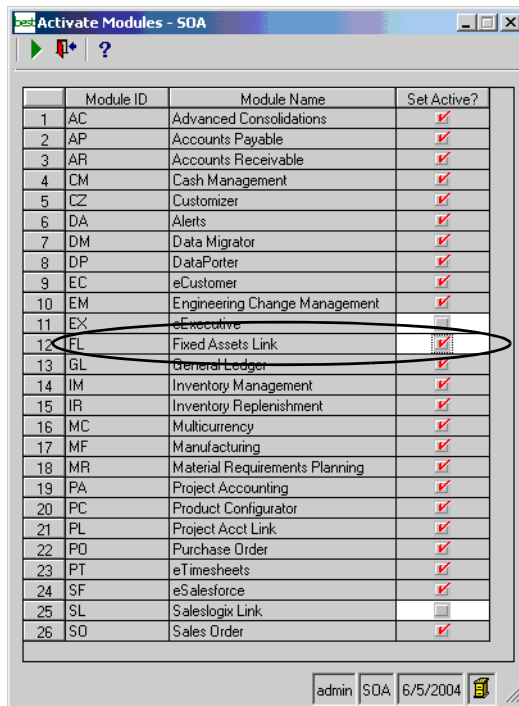 best Activate Modules - SOA
?
Module ID Module Name Set Active?
1 AC Advanced Consolidations
2 AP Accounts Payable
3 AR Accounts Receivable
4 CM Cash Management
5 CZ Customizer
6 DA Alerts
7 DM Data Migrator
8 DP DataPorter
9 EC eCustomer
10 EM Engineering Change Management
11 EX eExecutive
12 FL Fixed Assets Link
13 GL General Ledger
14 IM Inventory Management
15 IR Inventory Replenishment
16 MC Multicurrency
17 MF Manufacturing
18 MR Material Requirements Planning
19 PA Project Accounting
20 PC Product Configurator
21 PL Project Acct Link
22 PO Purchase Order
23 PT eTimesheets
24 SF eSalesforce
25 SL Saleslogix Link
26 SO Sales Order
admin SOA 6/5/2004